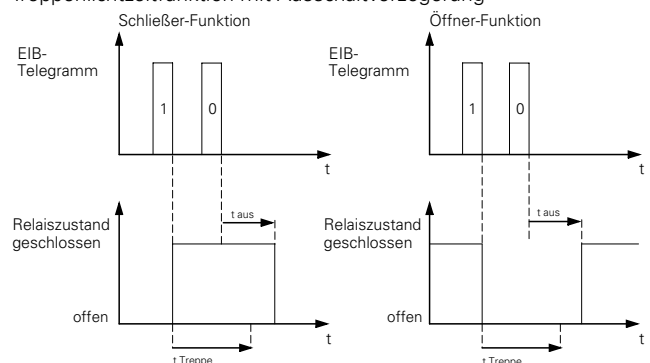 Treppenlichtzeitfunktion mit Ausschaltverzögerung
Schließer-Funktion
EIB-
Telegramm
1
0
t
Relaiszustand
geschlossen
t aus
offen
t
t Treppe
Öffner-Funktion
EIB-
Telegramm
1
0
t
Relaiszustand
geschlossen
t aus
offen
t
t Treppe